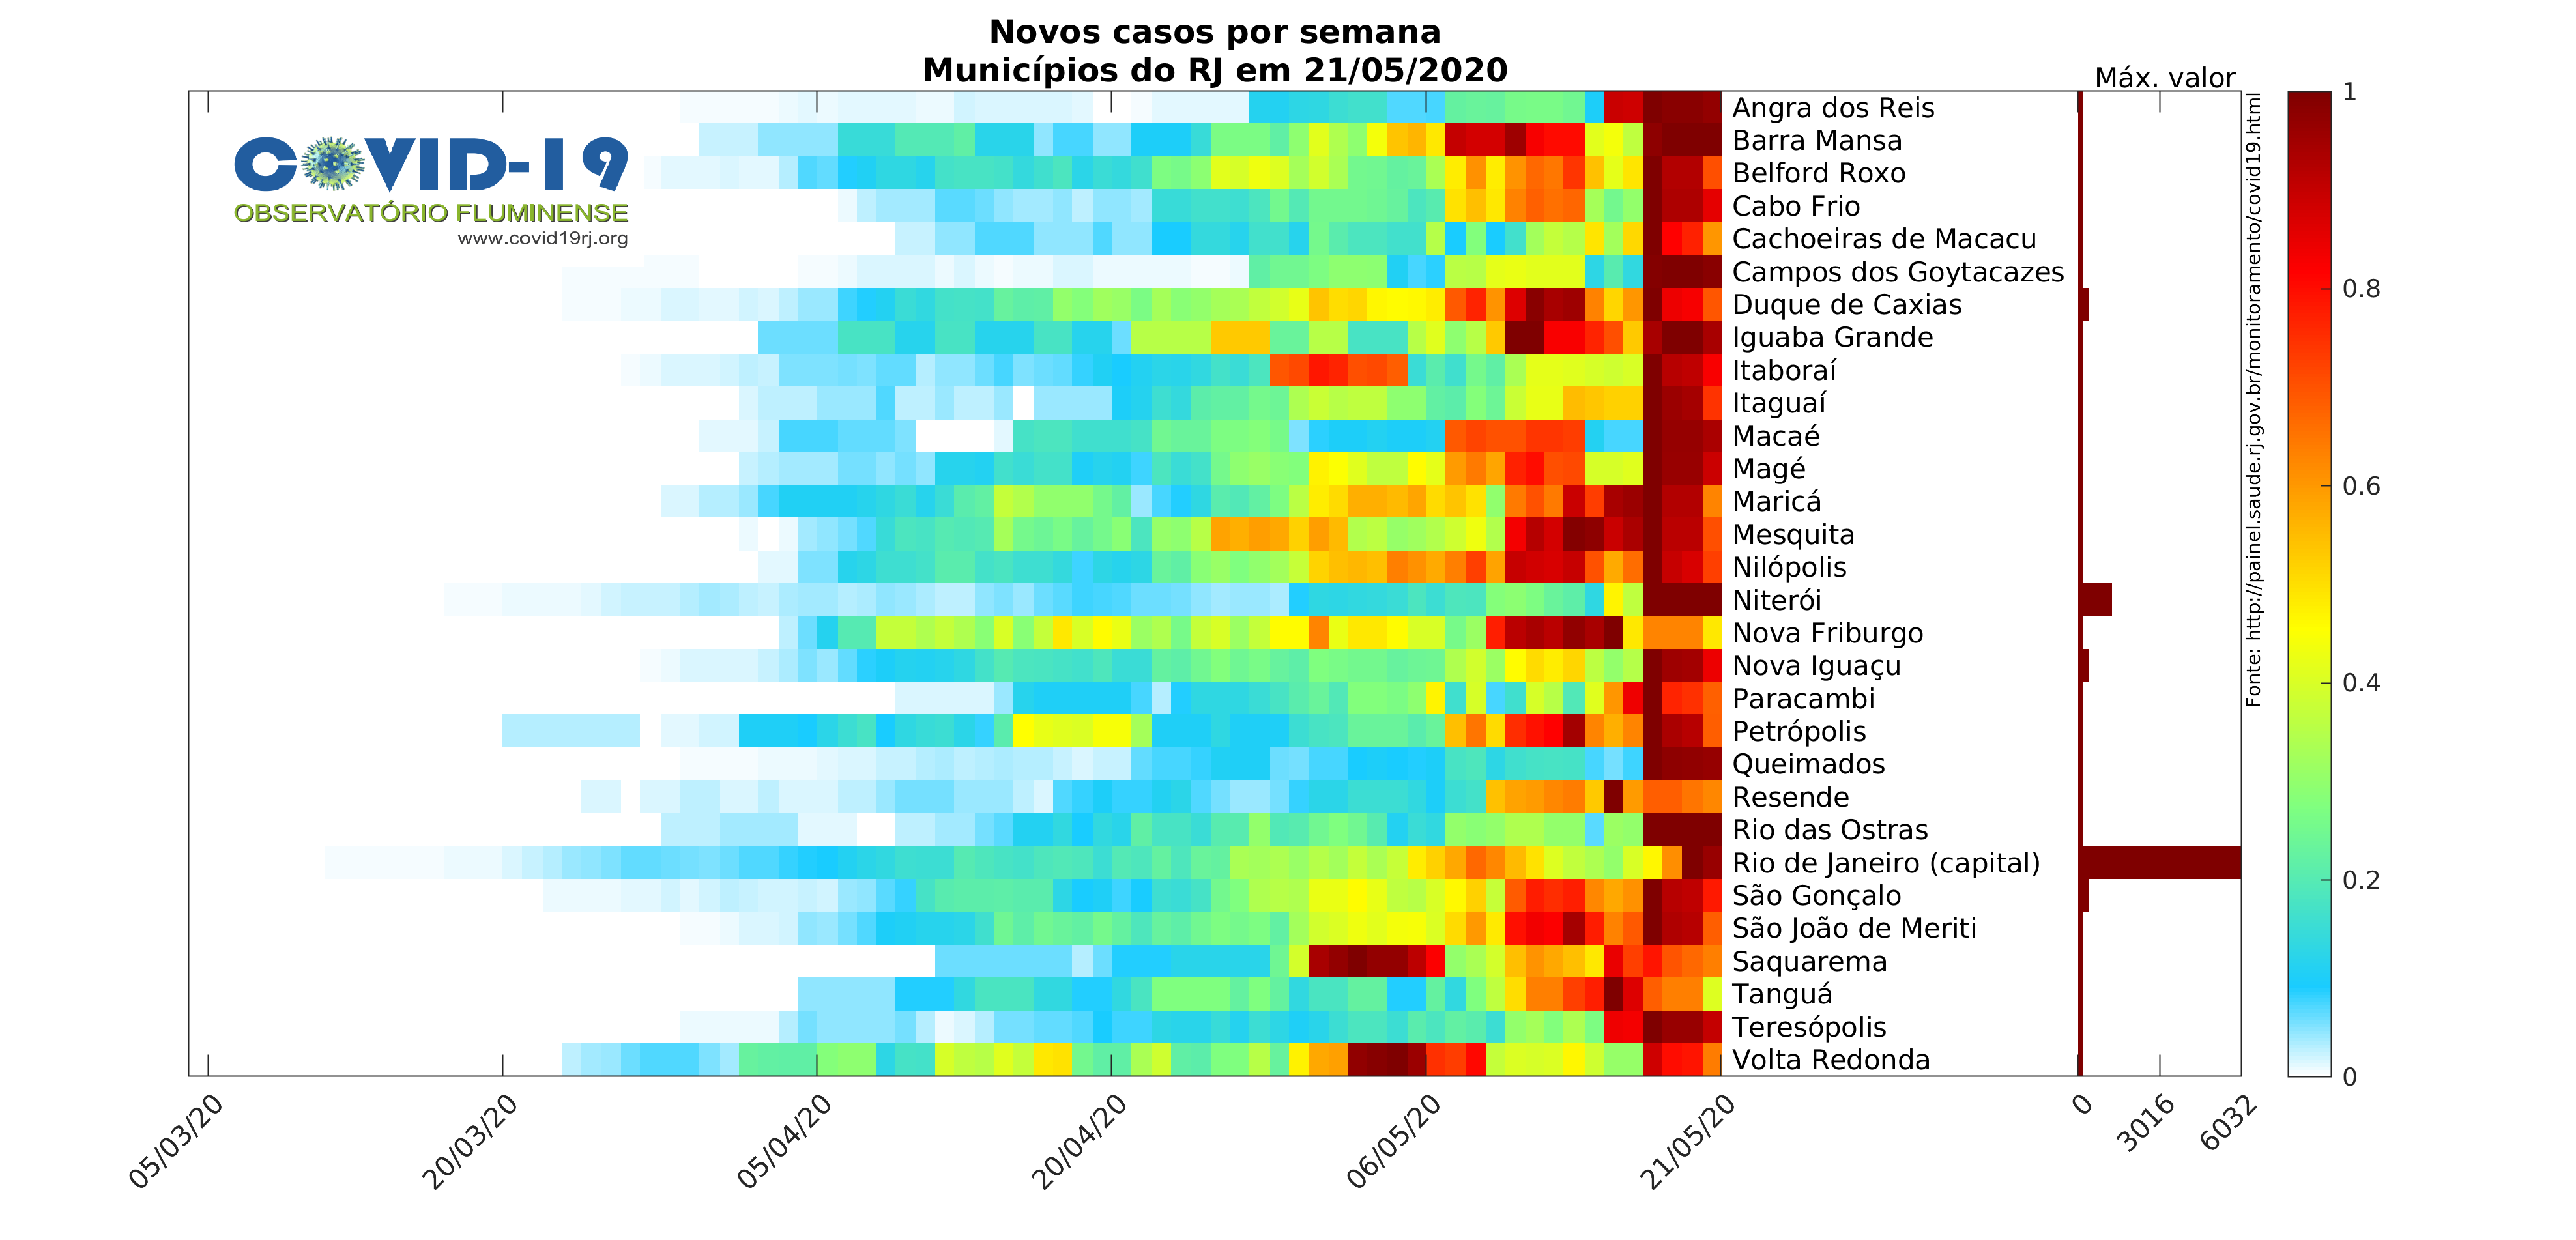 Novos casos por semana
Municípios do RJ em 21/05/2020
COVID-19
OBSERVATÓRIO FLUMINENSE
www.covid19rj.org
Angra dos Reis
Barra Mansa
Belford Roxo
Cabo Frio
Cachoeiras de Macacu
Campos dos Goytacazes
Duque de Caxias
Iguaba Grande
Itaboraí
Itaguaí
Macaé
Magé
Maricá
Mesquita
Nilópolis
Niterói
Nova Friburgo
Nova Iguaçu
Paracambi
Petrópolis
Queimados
Resende
Rio das Ostras
Rio de Janeiro (capital)
São Gonçalo
São João de Meriti
Saquarema
Tanguá
Teresópolis
Volta Redonda
05/03/20
20/03/20
05/04/20
20/04/20
06/05/20
21/05/20
Máx. valor
0
3016
6032
Fonte: http://painel.saude.rj.gov.br/monitoramento/covid19.html
1
0.8
0.6
0.4
0.2
0